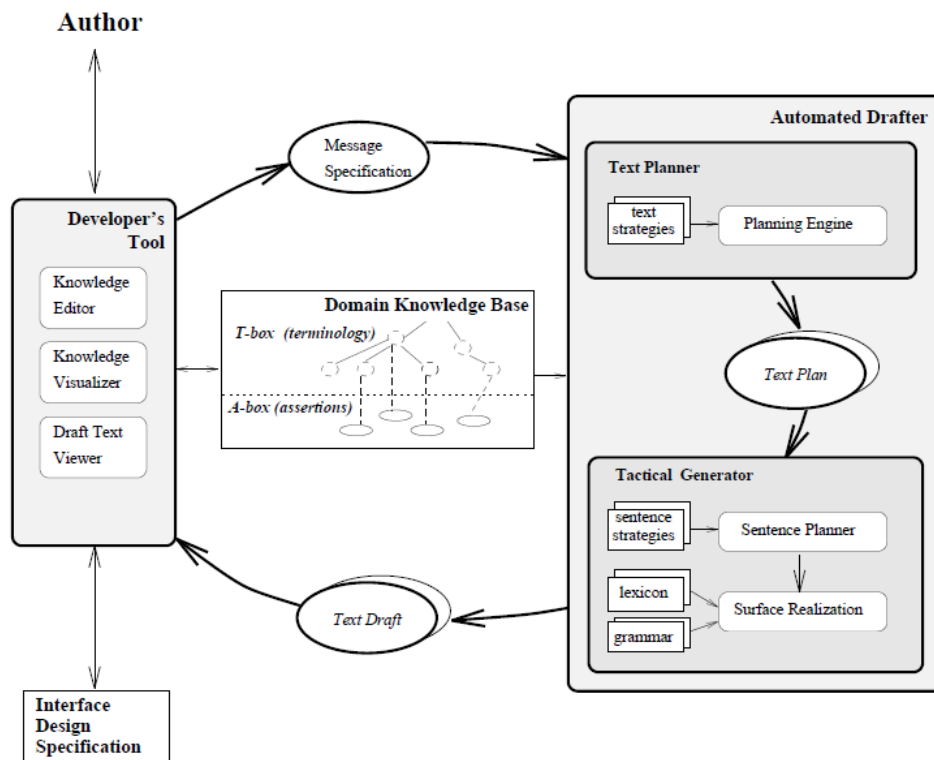 Author
Message
Specification
Automated Drafter
Text Planner
text
strategies
Planning Engine
Developer's
Tool
Knowledge
Editor
Knowledge
Visualizer
Draft Text
Viewer
Domain Knowledge Base
T-box (terminology)
A-box (assertions)
Text Plan
Tactical Generator
sentence
strategies
Sentence Planner
lexicon
grammar
Surface Realization
Text Draft
Interface
Design
Specification